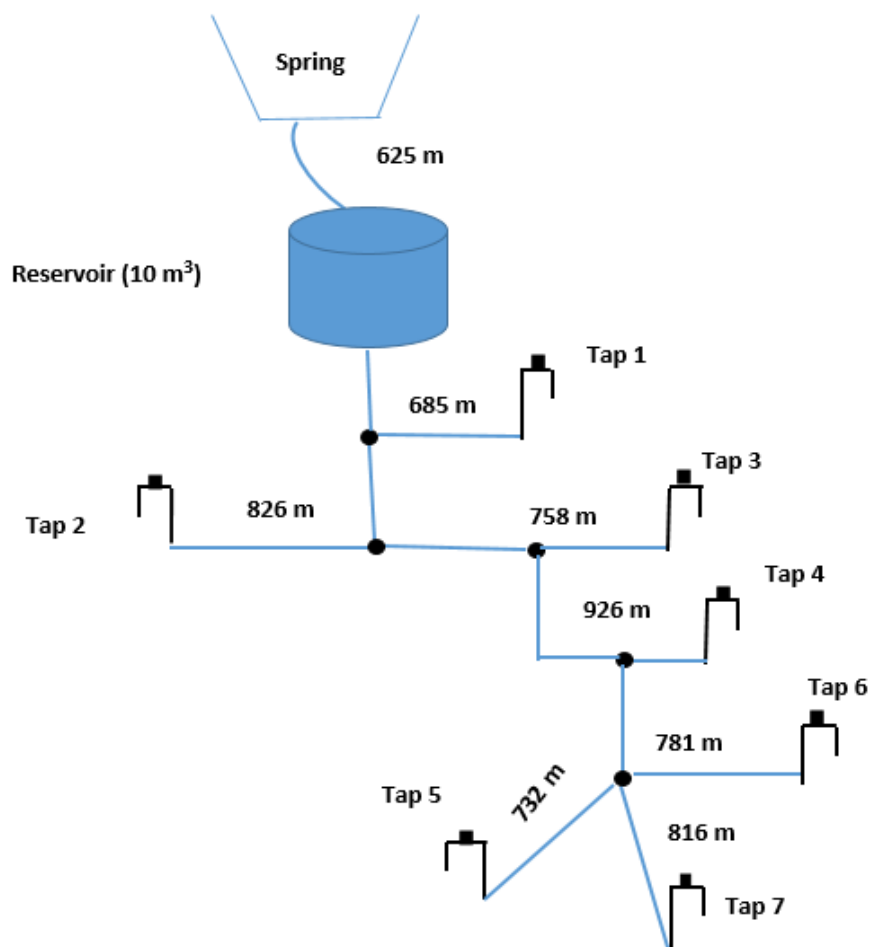 Spring
625 m
Reservoir (10 m³)
Tap 1
685 m
Tap 3
826 m
758 m
Tap 2
Tap 4
926 m
Tap 6
781 m
732 m
Tap 5
816 m
Tap 7